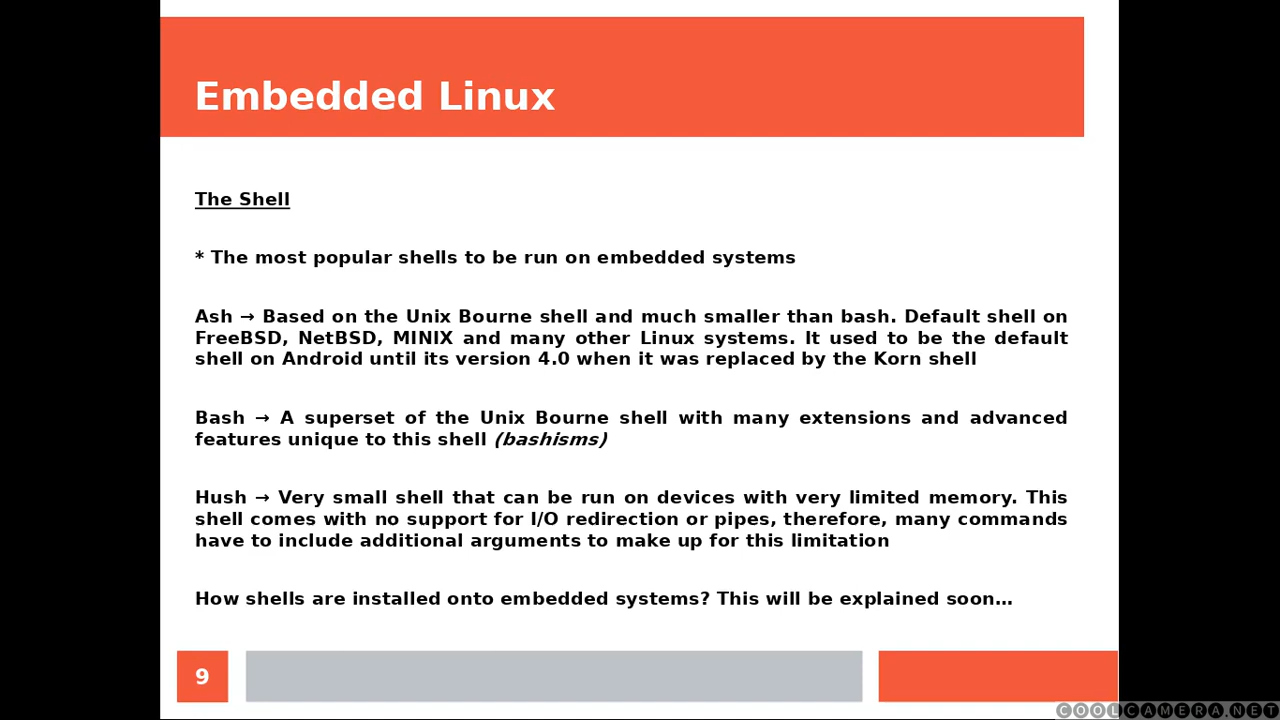 Embedded Linux
The Shell
* The most popular shells to be run on embedded systems
Ash → Based on the Unix Bourne shell and much smaller than bash. Default shell on
FreeBSD, NetBSD, MINIX and many other Linux systems. It used to be the default
shell on Android until its version 4.0 when it was replaced by the Korn shell
Bash → A superset of the Unix Bourne shell with many extensions and advanced
features unique to this shell (bashisms)
Hush → Very small shell that can be run on devices with very limited memory. This
shell comes with no support for I/O redirection or pipes, therefore, many commands
have to include additional arguments to make up for this limitation
How shells are installed onto embedded systems? This will be explained soon…
9
COOLCAMERA.NET